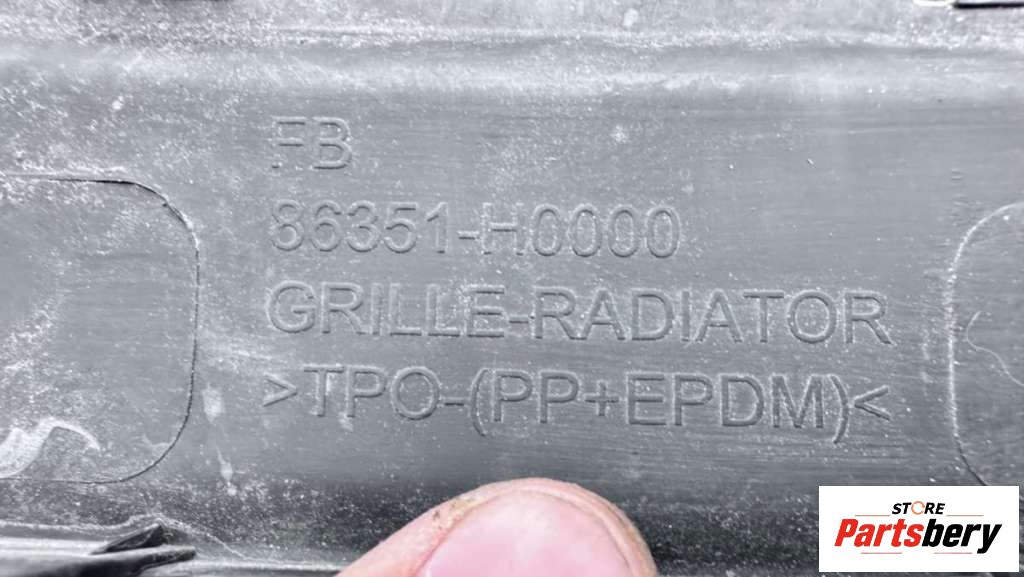 FB
86351-H0000
GRILLE-RADIATOR
>TPO-(PP+EPDM)<
STORE
Partsbery